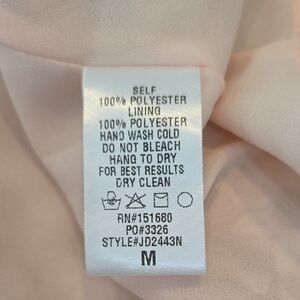 SELF
100% POLYESTER
LINING
100% POLYESTER
HAND WASH COLD
DO NOT BLEACH
HANG TO DRY
FOR BEST RESULTS
DRY CLEAN
RN#151680
PO#3326
STYLE#JD2443N
M